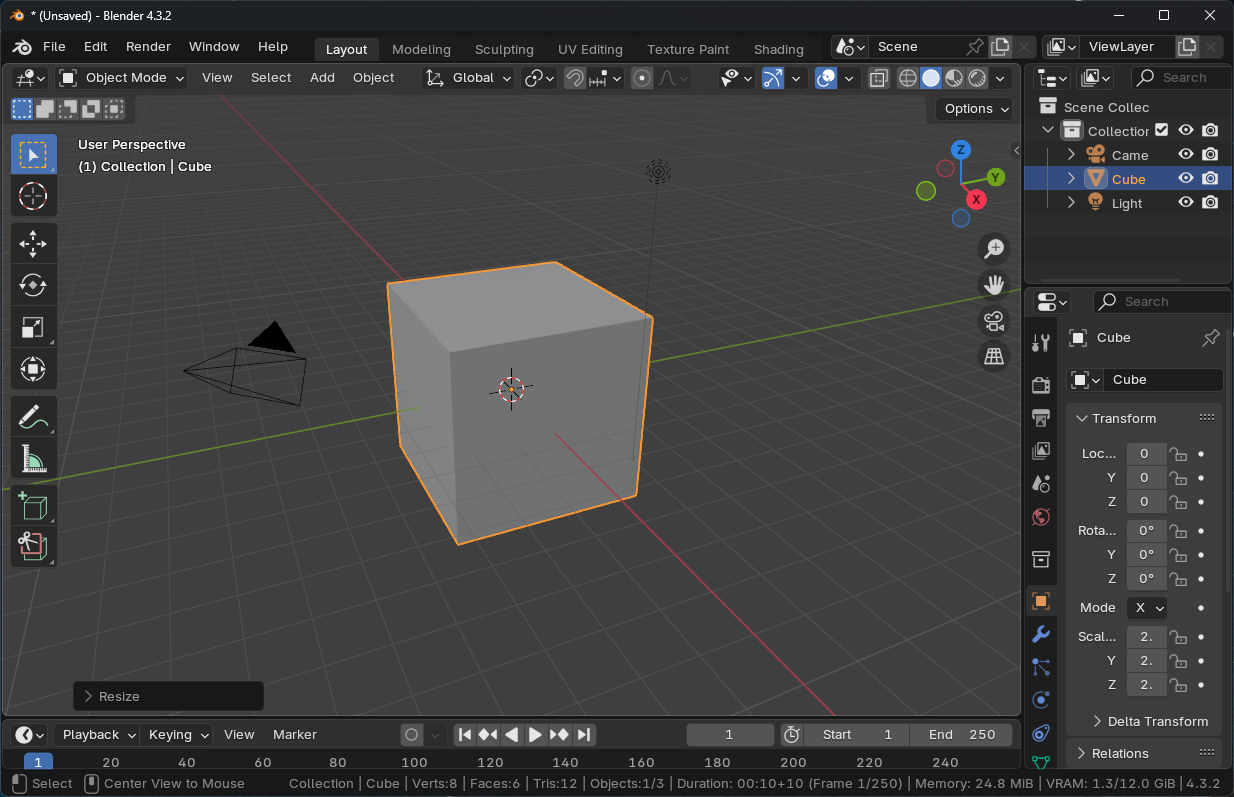 * (Unsaved) - Blender 4.3.2
File Edit Render Window Help Layout Modeling Sculpting UV Editing Texture Paint Shading Scene ViewLayer
Object Mode View Select Add Object Global Search
Options
User Perspective
(1) Collection | Cube
Z
Y
X
Scene Collec
Collection
Came
Cube
Light
Search
Cube
Cube
Transform
Loc... 0
Y 0
Z 0
Rota... 0°
Y 0°
Z 0°
Mode X
Scal... 2.
Y 2.
Z 2.
Delta Transform
Relations
Resize
Playback Keying View Marker 1 Start 1 End 250
1 20 40 60 80 100 120 140 160 180 200 220 240
Select Center View to Mouse Collection | Cube | Verts:8 | Faces:6 | Tris:12 | Objects:1/3 | Duration: 00:10+10 (Frame 1/250) | Memory: 24.8 MiB | VRAM: 1.3/12.0 GiB | 4.3.2